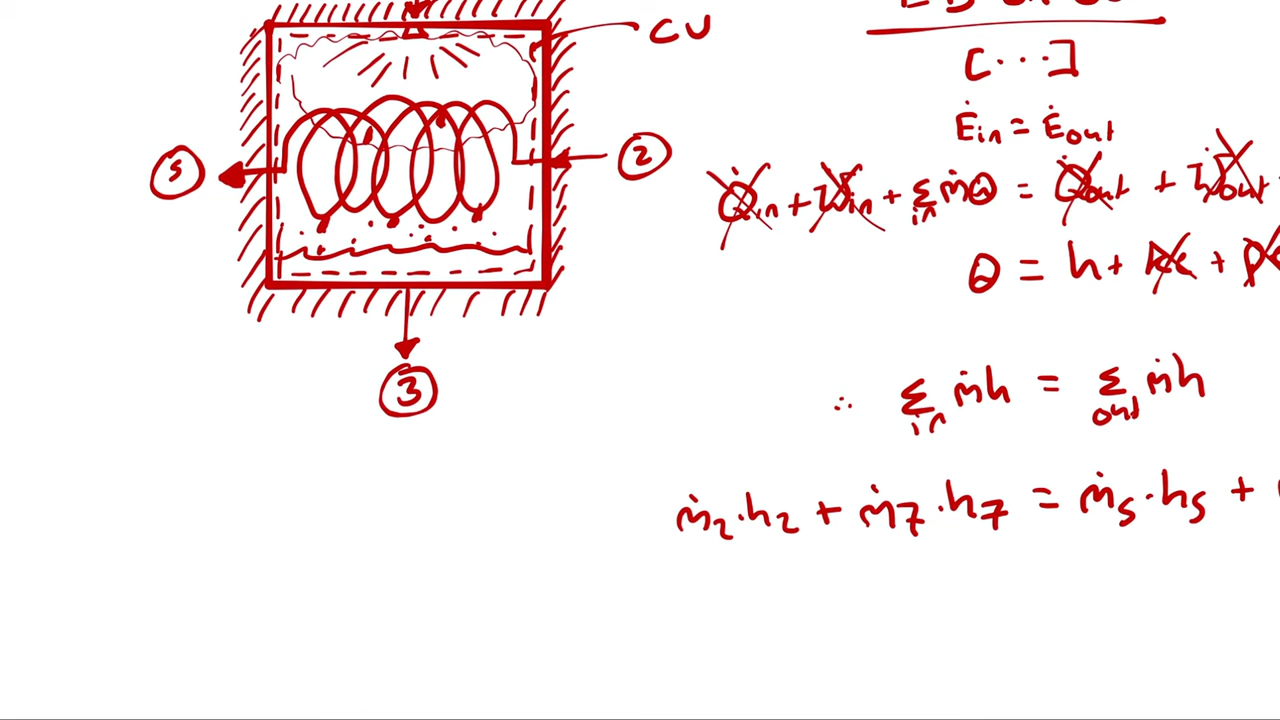 CV
[...]
Ėin = Ėout
5
2
Q̇in + Ẇin + Σin ṁθ = Q̇out + Ẇout
θ = h + ke +
3
∴ Σin ṁh = Σout ṁh
ṁ2·h2 + ṁ7·h7 = ṁ5·h5 +